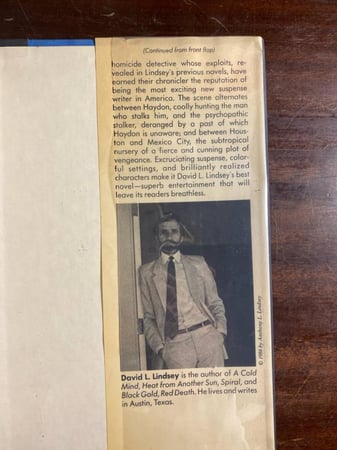 (Continued from front flap)
homicide detective whose exploits, re-
vealed in Lindsey's previous novels, have
earned their chronicler the reputation of
being the most exciting new suspense
writer in America. The scene alternates
between Haydon, coolly hunting the man
who stalks him, and the psychopathic
stalker, deranged by a past of which
Haydon is unaware; and between Hous-
ton and Mexico City, the subtropical
nursery of a fierce and cunning plot of
vengeance. Excruciating suspense, color-
ful settings, and brilliantly realized
characters make it David L. Lindsey's best
novel—superb entertainment that will
leave its readers breathless.
© 1986 by Anthony L. Lindsey
David L. Lindsey is the author of A Cold
Mind, Heat from Another Sun, Spiral, and
Black Gold, Red Death. He lives and writes
in Austin, Texas.